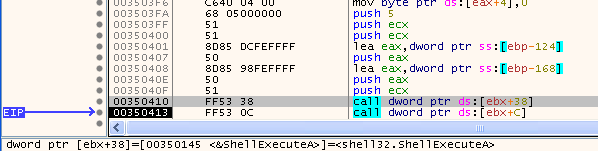 003503F6 C640 04 00 mov byte ptr ds:[eax+4],0
003503FA 68 05000000 push 5
003503FF 51 push ecx
00350400 51 push ecx
00350401 8D85 DCFEFFFF lea eax,dword ptr ss:[ebp-124]
00350407 50 push eax
00350408 8D85 98FEFFFF lea eax,dword ptr ss:[ebp-168]
0035040E 50 push eax
0035040F 51 push ecx
00350410 FF53 38 call dword ptr ds:[ebx+38]
EIP 00350413 FF53 0C call dword ptr ds:[ebx+C]
dword ptr [ebx+38]=[00350145 <&ShellExecuteA>]=<shell32.ShellExecuteA>